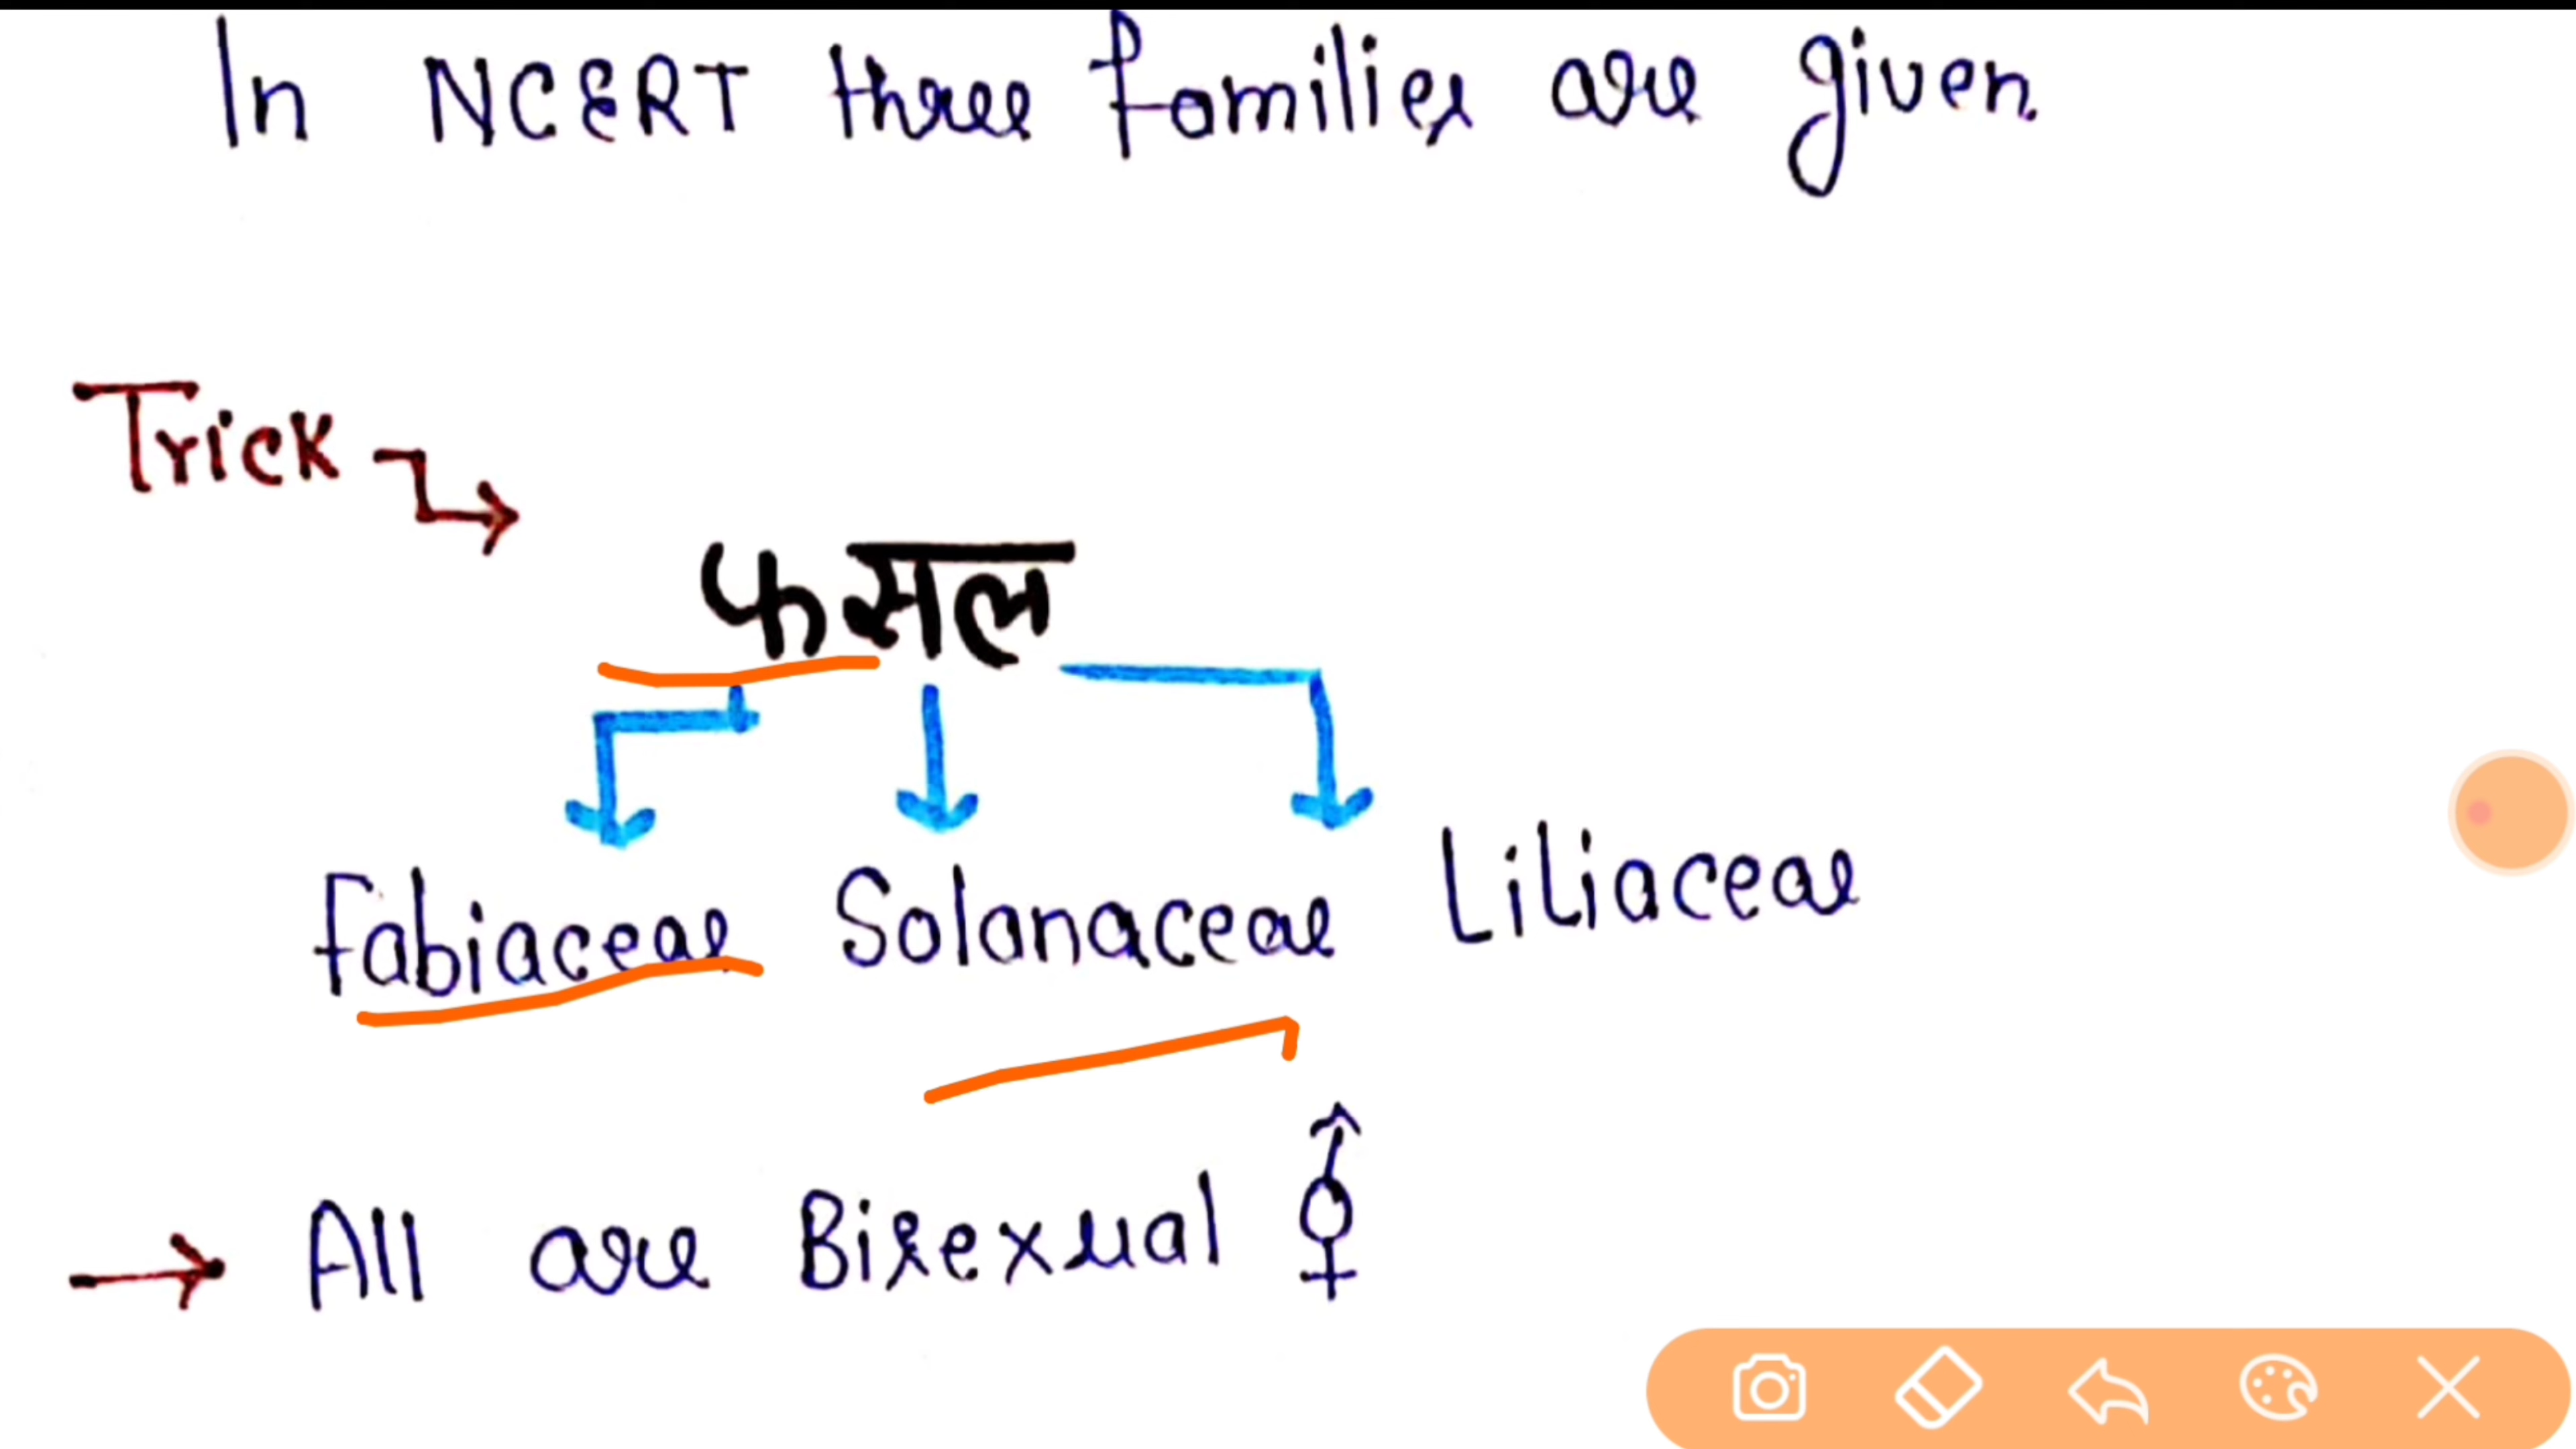 In NCERT three families are given.
Trick
फसल
Fabiaceae Solanaceae Liliaceae
All are Bisexual ⚥